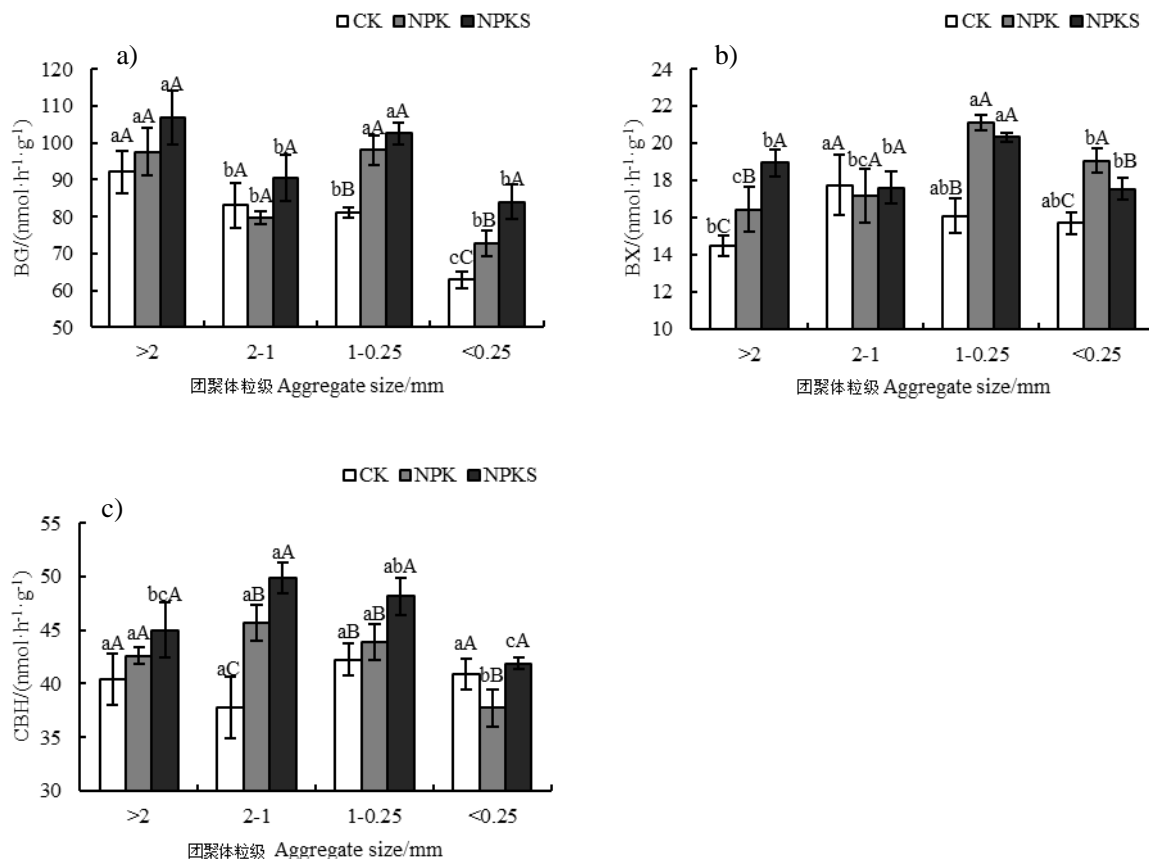 CK NPK NPKS
a)
BG/(nmol·h⁻¹·g⁻¹)
120
110
100
90
80
70
60
50
aA aA aA
bA bA bA
bB aA aA
cC bB bA
>2 2-1 1-0.25 <0.25
团聚体粒级 Aggregate size/mm
CK NPK NPKS
b)
BX/(nmol·h⁻¹·g⁻¹)
24
22
20
18
16
14
12
10
bC cB bA
aA bcA bA
abB aA aA
abC bA bB
>2 2-1 1-0.25 <0.25
团聚体粒级 Aggregate size/mm
CK NPK NPKS
c)
CBH/(nmol·h⁻¹·g⁻¹)
55
50
45
40
35
30
aA aA bcA
aC aB aA
aB aB abA
aA bB cA
>2 2-1 1-0.25 <0.25
团聚体粒级 Aggregate size/mm